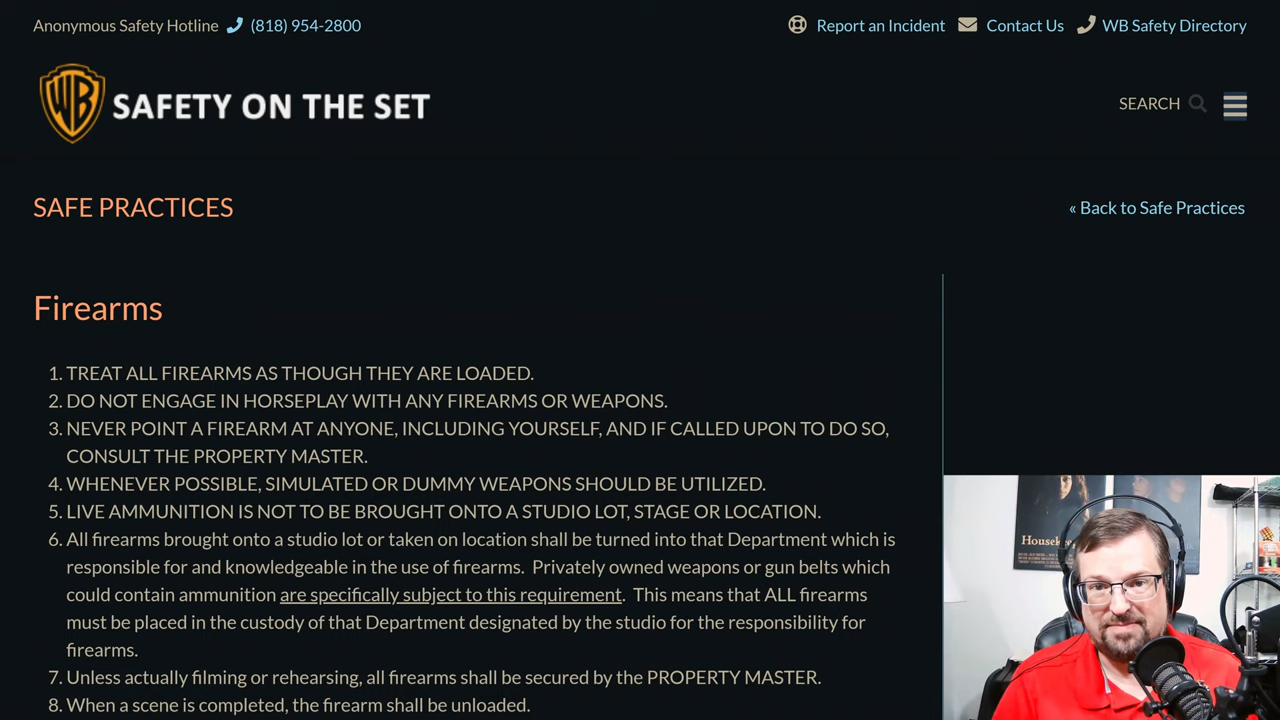 Anonymous Safety Hotline (818) 954-2800
Report an Incident Contact Us WB Safety Directory
WB SAFETY ON THE SET
SEARCH
SAFE PRACTICES
« Back to Safe Practices
Firearms
1. TREAT ALL FIREARMS AS THOUGH THEY ARE LOADED.
2. DO NOT ENGAGE IN HORSEPLAY WITH ANY FIREARMS OR WEAPONS.
3. NEVER POINT A FIREARM AT ANYONE, INCLUDING YOURSELF, AND IF CALLED UPON TO DO SO,
CONSULT THE PROPERTY MASTER.
4. WHENEVER POSSIBLE, SIMULATED OR DUMMY WEAPONS SHOULD BE UTILIZED.
5. LIVE AMMUNITION IS NOT TO BE BROUGHT ONTO A STUDIO LOT, STAGE OR LOCATION.
6. All firearms brought onto a studio lot or taken on location shall be turned into that Department which is
responsible for and knowledgeable in the use of firearms. Privately owned weapons or gun belts which
could contain ammunition are specifically subject to this requirement. This means that ALL firearms
must be placed in the custody of that Department designated by the studio for the responsibility for
firearms.
7. Unless actually filming or rehearsing, all firearms shall be secured by the PROPERTY MASTER.
8. When a scene is completed, the firearm shall be unloaded.